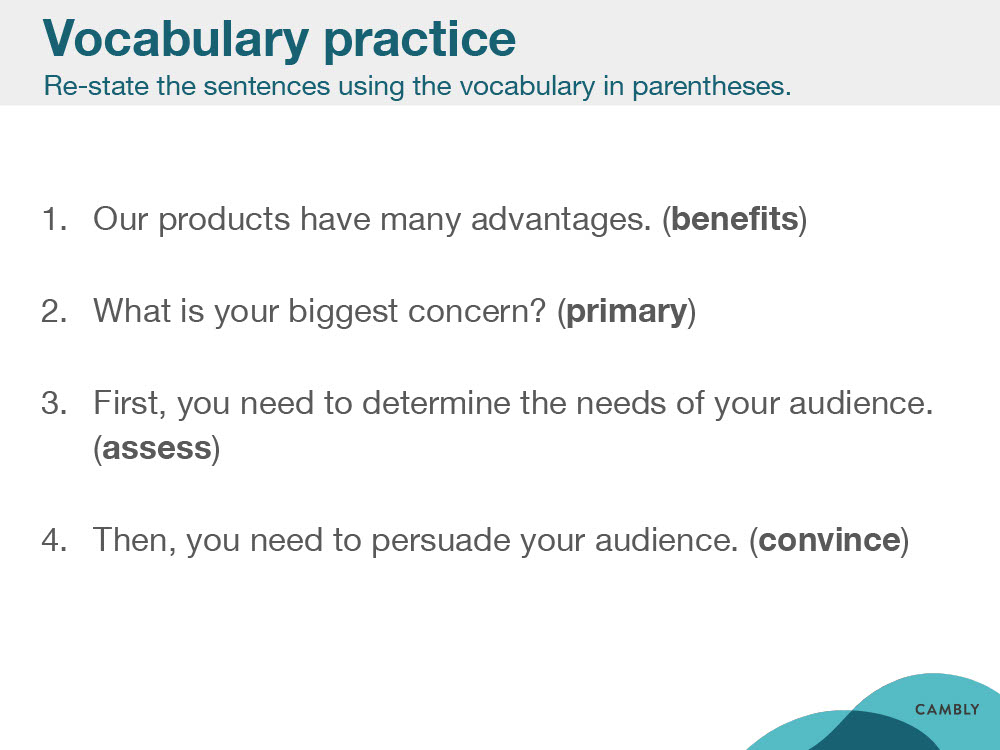 Vocabulary practice
Re-state the sentences using the vocabulary in parentheses.
1. Our products have many advantages. (benefits)
2. What is your biggest concern? (primary)
3. First, you need to determine the needs of your audience.
(assess)
4. Then, you need to persuade your audience. (convince)
CAMBLY